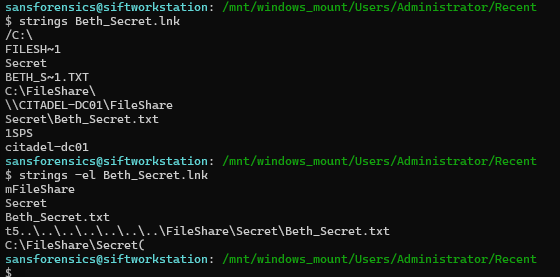 sansforensics@siftworkstation: /mnt/windows_mount/Users/Administrator/Recent
$ strings Beth_Secret.lnk
/C:\
FILESH~1
Secret
BETH_S~1.TXT
C:\FileShare\
\\CITADEL-DC01\FileShare
Secret\Beth_Secret.txt
1SPS
citadel-dc01
sansforensics@siftworkstation: /mnt/windows_mount/Users/Administrator/Recent
$ strings -el Beth_Secret.lnk
mFileShare
Secret
Beth_Secret.txt
t5..\..\..\..\..\..\..\FileShare\Secret\Beth_Secret.txt
C:\FileShare\Secret(
sansforensics@siftworkstation: /mnt/windows_mount/Users/Administrator/Recent
$